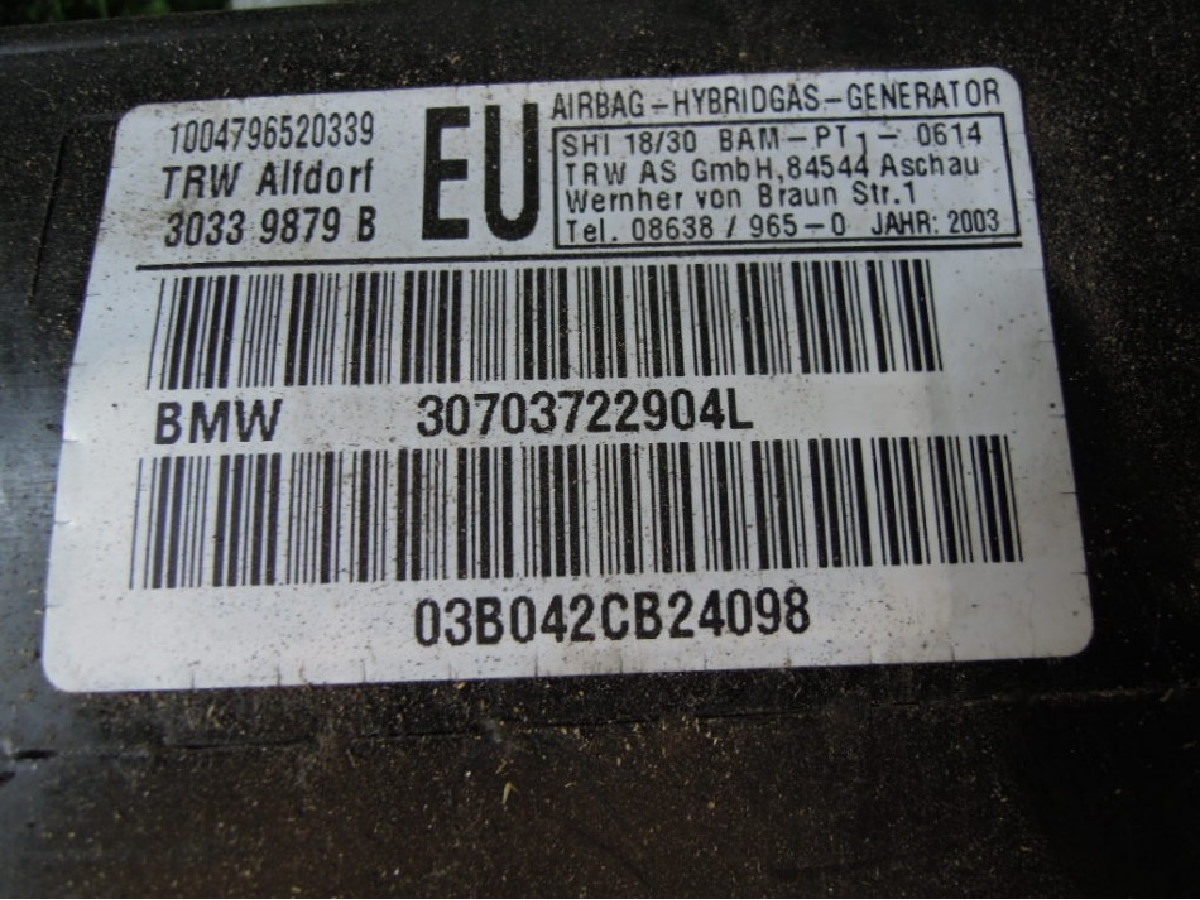 1004796520339
TRW Alfdorf
3033 9879 B
EU
AIRBAG-HYBRIDGAS-GENERATOR
SHI 18/30 BAM-PT1-0614
TRW AS GmbH,84544 Aschau
Wernher von Braun Str.1
Tel. 08638 / 965-0 JAHR: 2003
BMW 30703722904L
03B042CB24098